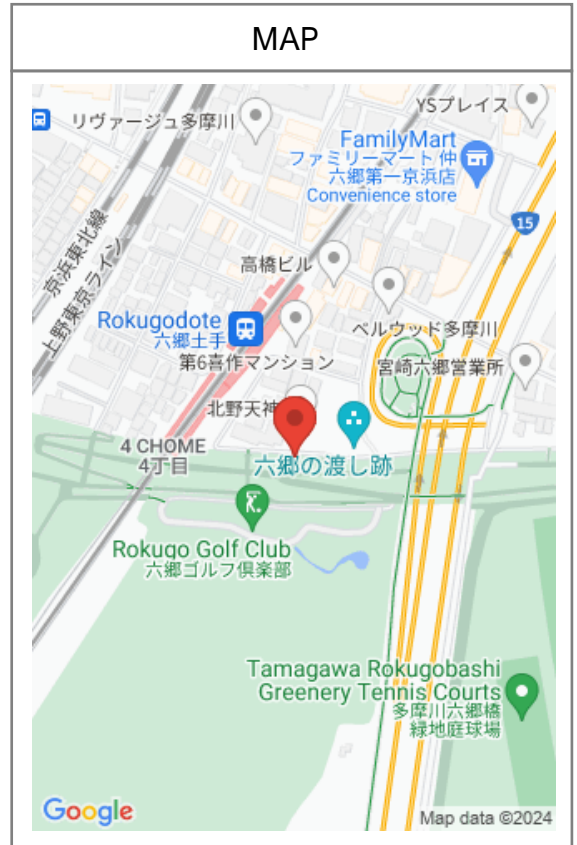 MAP
YSプレイス
リヴァージュ多摩川
FamilyMart
ファミリーマート 仲
六郷第一京浜店
Convenience store
15
京浜東北線
上野東京ライン
高橋ビル
Rokugodote
六郷土手
ベルウッド多摩川
第6喜作マンション
宮崎六郷営業所
北野天神
4 CHOME
4丁目
六郷の渡し跡
Rokugo Golf Club
六郷ゴルフ倶楽部
Tamagawa Rokugobashi
Greenery Tennis Courts
多摩川六郷橋
緑地庭球場
Google
Map data ©2024